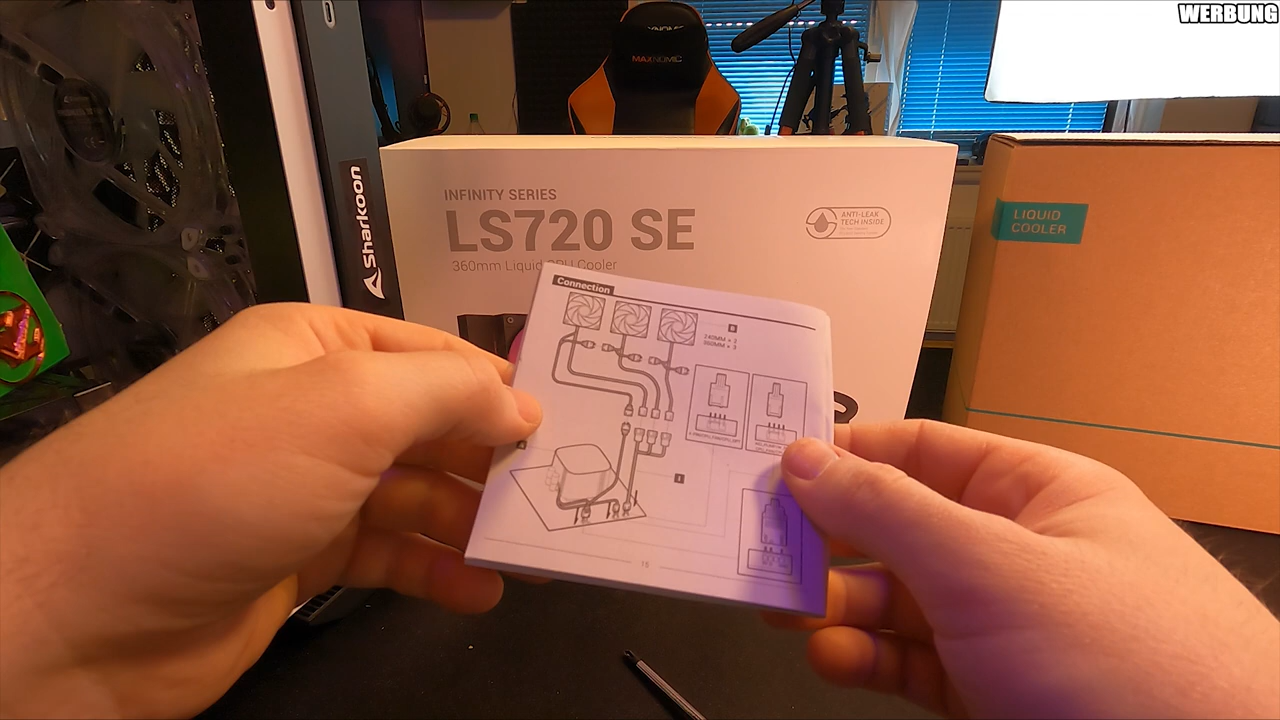 WERBUNG
MAXNOMIC
Sharkoon
INFINITY SERIES
LS720 SE
360mm Liquid CPU Cooler
ANTI-LEAK
TECH INSIDE
LIQUID
COOLER
Connection
240MM × 2
360MM × 3
16